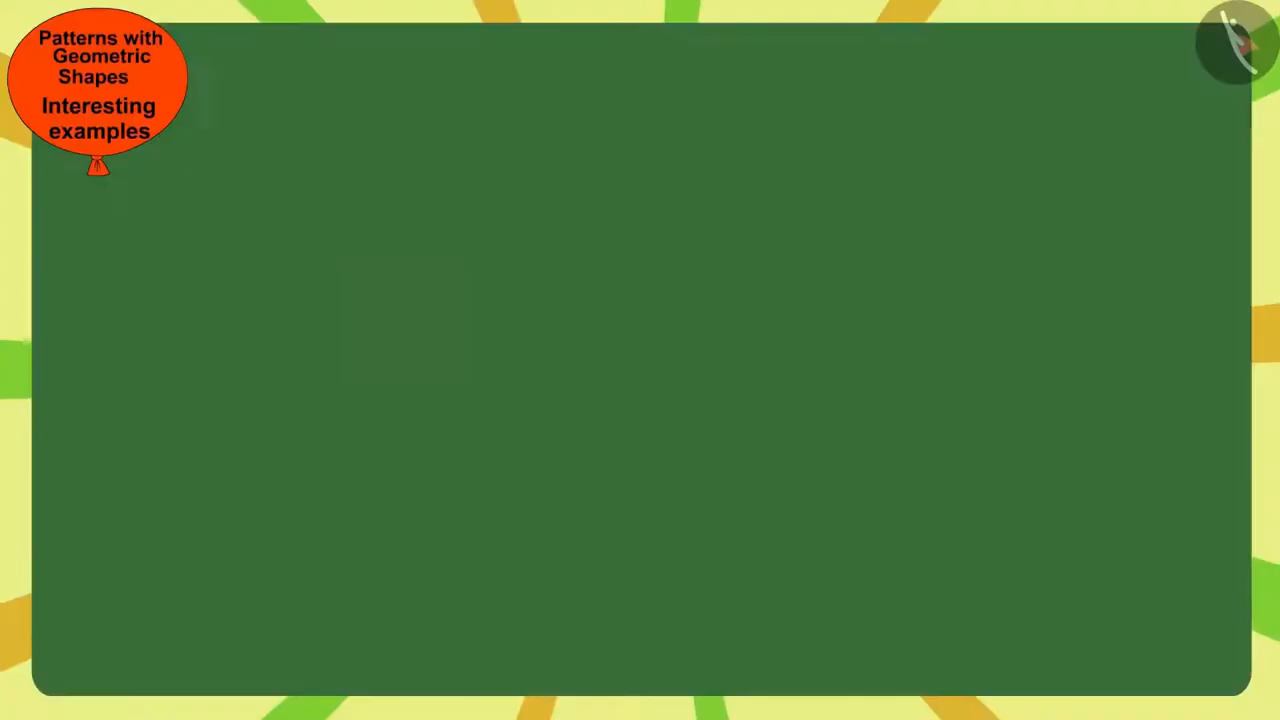 Patterns with
Geometric
Shapes
Interesting
examples